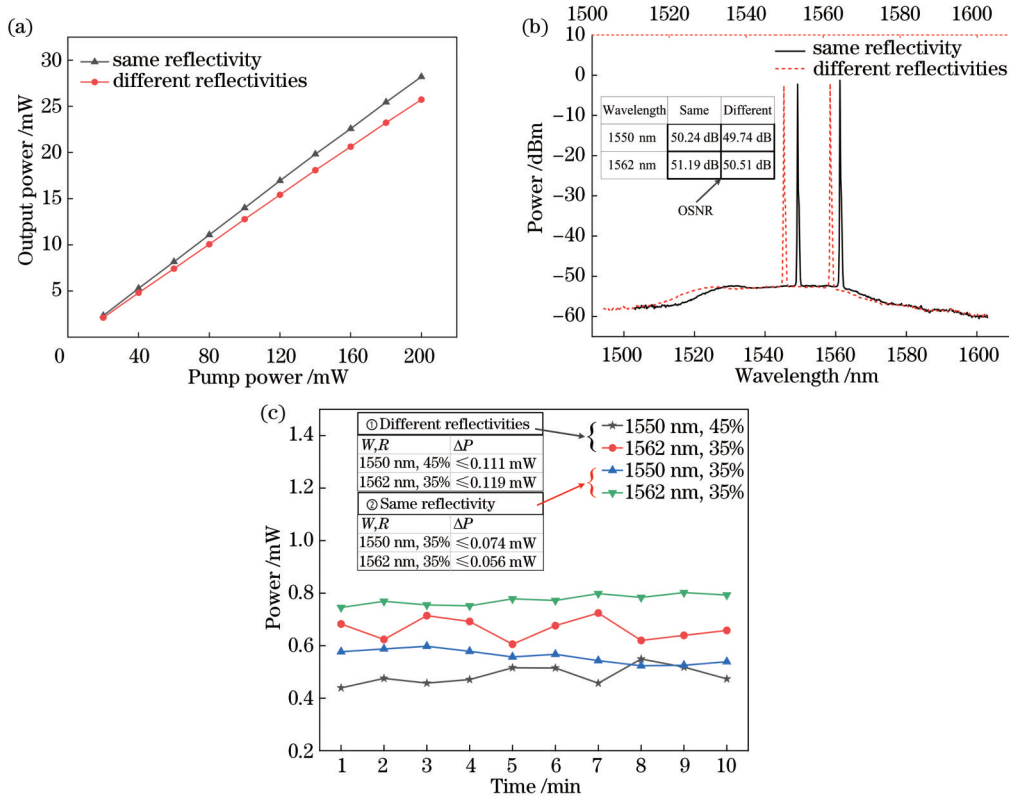 (a)
30
25
20
15
10
5
0
40
80
120
160
200
Output power /mW
Pump power /mW
same reflectivity
different reflectivities
(b)
1500 1520 1540 1560 1580 1600
10
0
−10
−20
−30
−40
−50
−60
1500 1520 1540 1560 1580 1600
Power /dBm
Wavelength /nm
same reflectivity
different reflectivities
Wavelength Same Different
1550 nm 50.24 dB 49.74 dB
1562 nm 51.19 dB 50.51 dB
OSNR
(c)
1.4
1.2
1.0
0.8
0.6
0.4
0.2
1 2 3 4 5 6 7 8 9 10
Power /mW
Time /min
① Different reflectivities
W,R ΔP
1550 nm, 45% ≤0.111 mW
1562 nm, 35% ≤0.119 mW
② Same reflectivity
W,R ΔP
1550 nm, 35% ≤0.074 mW
1562 nm, 35% ≤0.056 mW
1550 nm, 45%
1562 nm, 35%
1550 nm, 35%
1562 nm, 35%